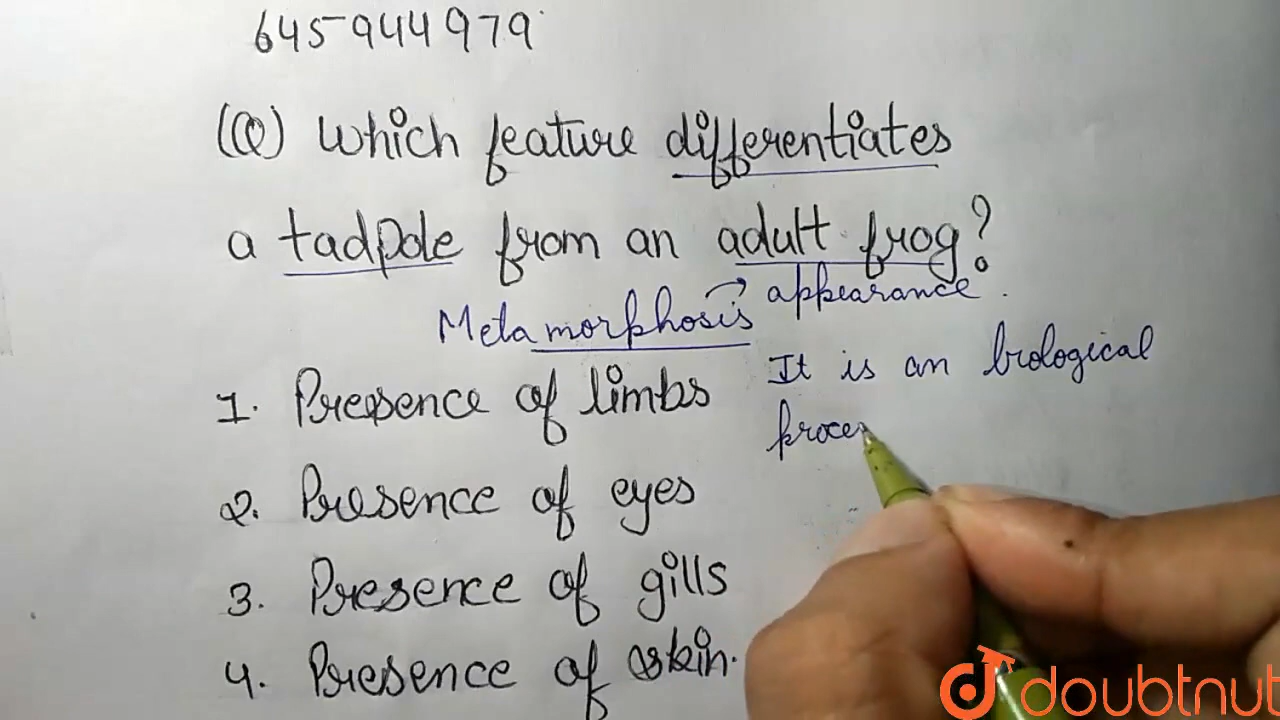 645944979
(Q) Which feature differentiates
a tadpole from an adult frog?
Metamorphosis → appearance.
It is an biological
proces
1. Presence of limbs
2. Presence of eyes
3. Presence of gills
4. Presence of skin.
doubtnut